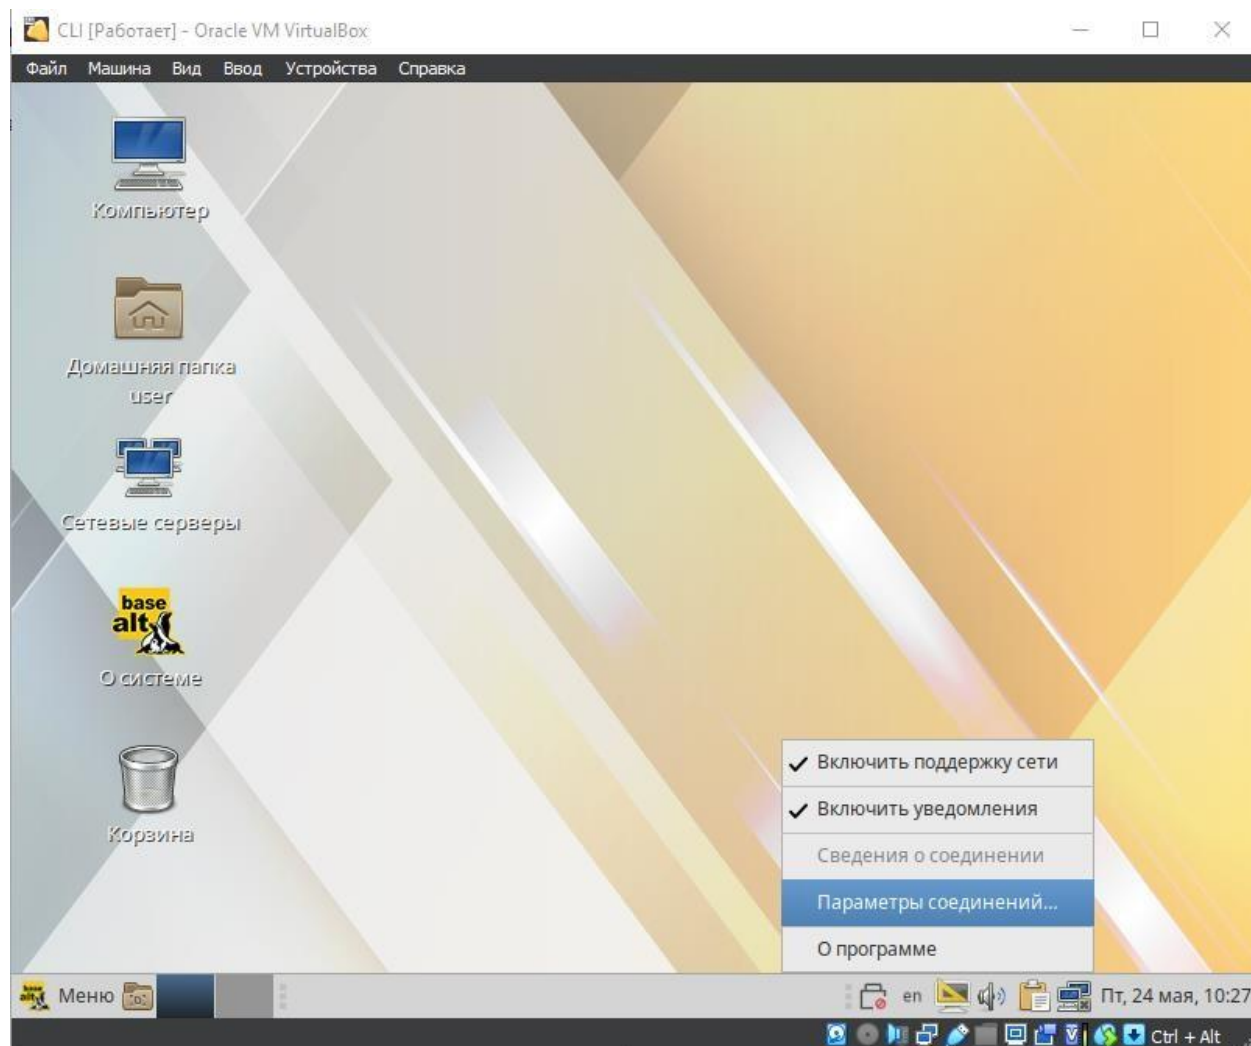 CLI [Работает] - Oracle VM VirtualBox
Файл Машина Вид Ввод Устройства Справка
Компьютер
Домашняя папка
user
Сетевые серверы
base
alt
О системе
Корзина
Включить поддержку сети
Включить уведомления
Сведения о соединении
Параметры соединений...
О программе
base
alt
Меню
en
Пт, 24 мая, 10:27
Ctrl + Alt